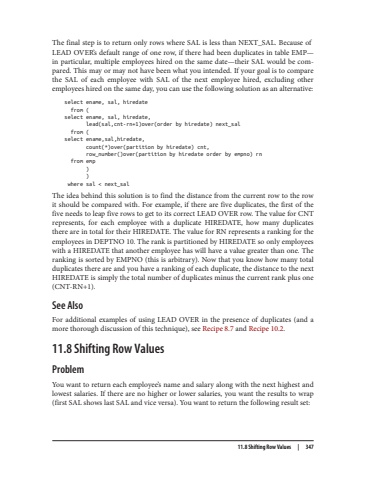 The final step is to return only rows where SAL is less than NEXT_SAL. Because of
LEAD OVER's default range of one row, if there had been duplicates in table EMP—
in particular, multiple employees hired on the same date—their SAL would be com-
pared. This may or may not have been what you intended. If your goal is to compare
the SAL of each employee with SAL of the next employee hired, excluding other
employees hired on the same day, you can use the following solution as an alternative:
select ename, sal, hiredate
from (
select ename, sal, hiredate,
lead(sal,cnt-rn+1)over(order by hiredate) next_sal
from (
select ename,sal,hiredate,
count(*)over(partition by hiredate) cnt,
row_number()over(partition by hiredate order by empno) rn
from emp
)
)
where sal < next_sal
The idea behind this solution is to find the distance from the current row to the row
it should be compared with. For example, if there are five duplicates, the first of the
five needs to leap five rows to get to its correct LEAD OVER row. The value for CNT
represents, for each employee with a duplicate HIREDATE, how many duplicates
there are in total for their HIREDATE. The value for RN represents a ranking for the
employees in DEPTNO 10. The rank is partitioned by HIREDATE so only employees
with a HIREDATE that another employee has will have a value greater than one. The
ranking is sorted by EMPNO (this is arbitrary). Now that you know how many total
duplicates there are and you have a ranking of each duplicate, the distance to the next
HIREDATE is simply the total number of duplicates minus the current rank plus one
(CNT-RN+1).
See Also
For additional examples of using LEAD OVER in the presence of duplicates (and a
more thorough discussion of this technique), see Recipe 8.7 and Recipe 10.2.
11.8 Shifting Row Values
Problem
You want to return each employee's name and salary along with the next highest and
lowest salaries. If there are no higher or lower salaries, you want the results to wrap
(first SAL shows last SAL and vice versa). You want to return the following result set:
11.8 Shifting Row Values | 347